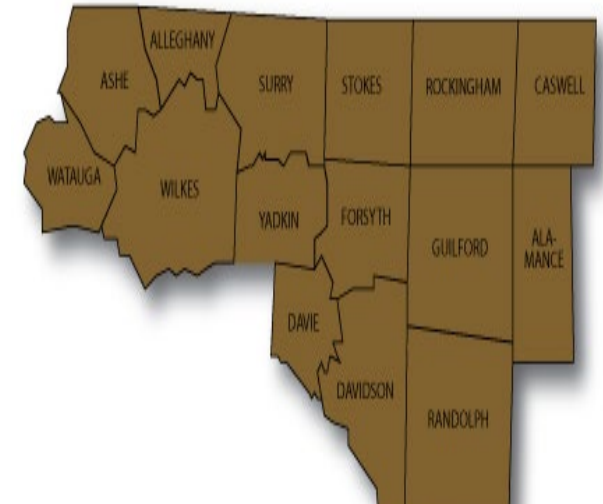 ALLEGHANY
ASHE
SURRY
STOKES
ROCKINGHAM
CASWELL
WATAUGA
WILKES
YADKIN
FORSYTH
GUILFORD
ALA-
MANCE
DAVIE
DAVIDSON
RANDOLPH